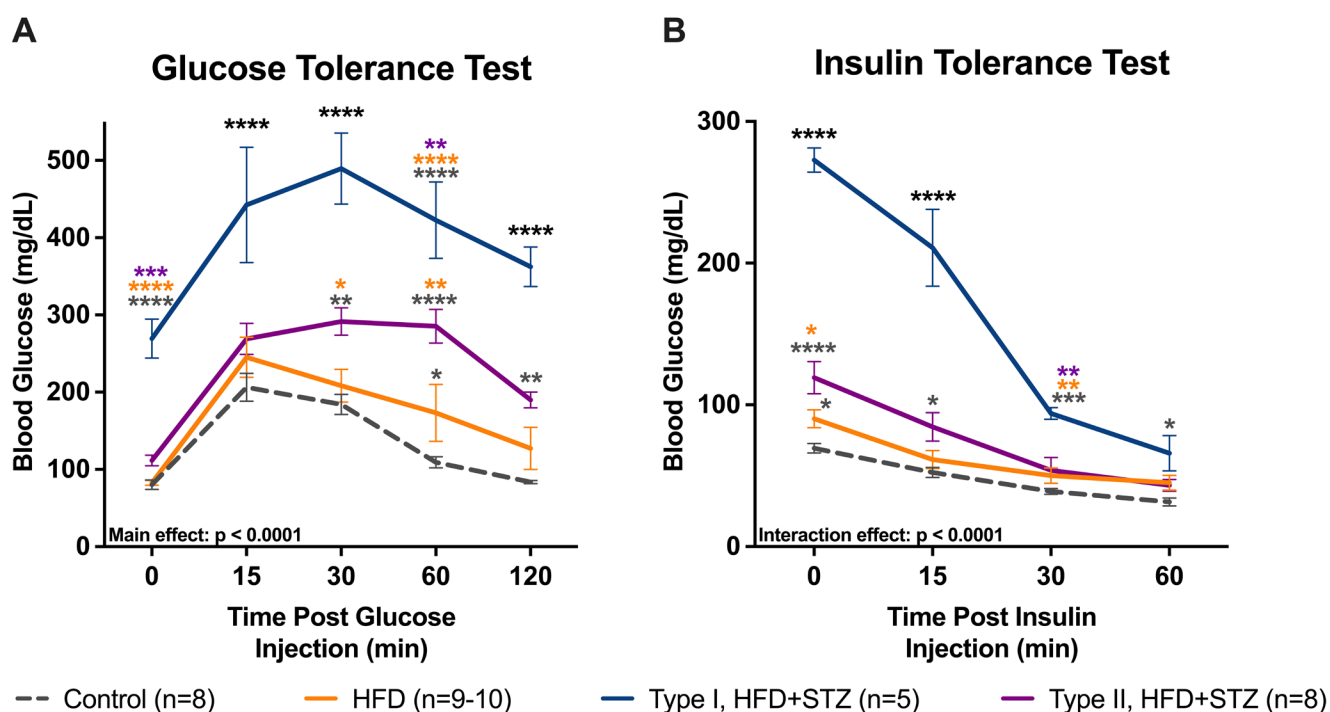 A
Glucose Tolerance Test
Blood Glucose (mg/dL)
500
400
300
200
100
0
****
****
**
****
****
****
***
****
****
*
**
**
****
*
**
Main effect: p < 0.0001
0 15 30 60 120
Time Post Glucose
Injection (min)
B
Insulin Tolerance Test
Blood Glucose (mg/dL)
300
200
100
0
****
****
*
****
*
*
**
**
***
*
Interaction effect: p < 0.0001
0 15 30 60
Time Post Insulin
Injection (min)
Control (n=8) HFD (n=9-10) Type I, HFD+STZ (n=5) Type II, HFD+STZ (n=8)